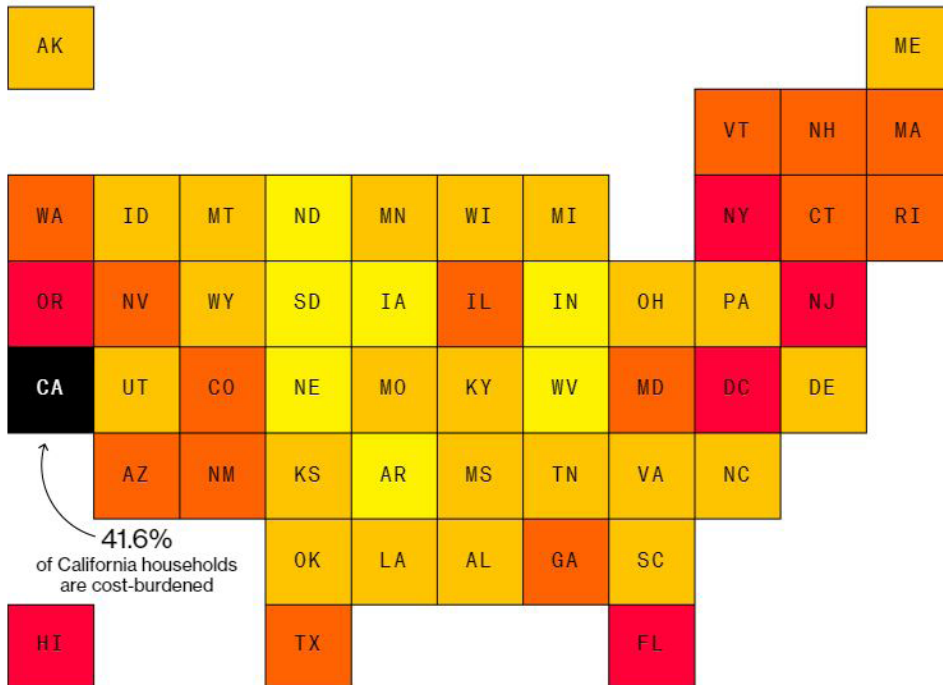 AK
ME
VT
NH
MA
WA
ID
MT
ND
MN
WI
MI
NY
CT
RI
OR
NV
WY
SD
IA
IL
IN
OH
PA
NJ
CA
UT
CO
NE
MO
KY
WV
MD
DC
DE
AZ
NM
KS
AR
MS
TN
VA
NC
41.6%
of California households
are cost-burdened
OK
LA
AL
GA
SC
HI
TX
FL